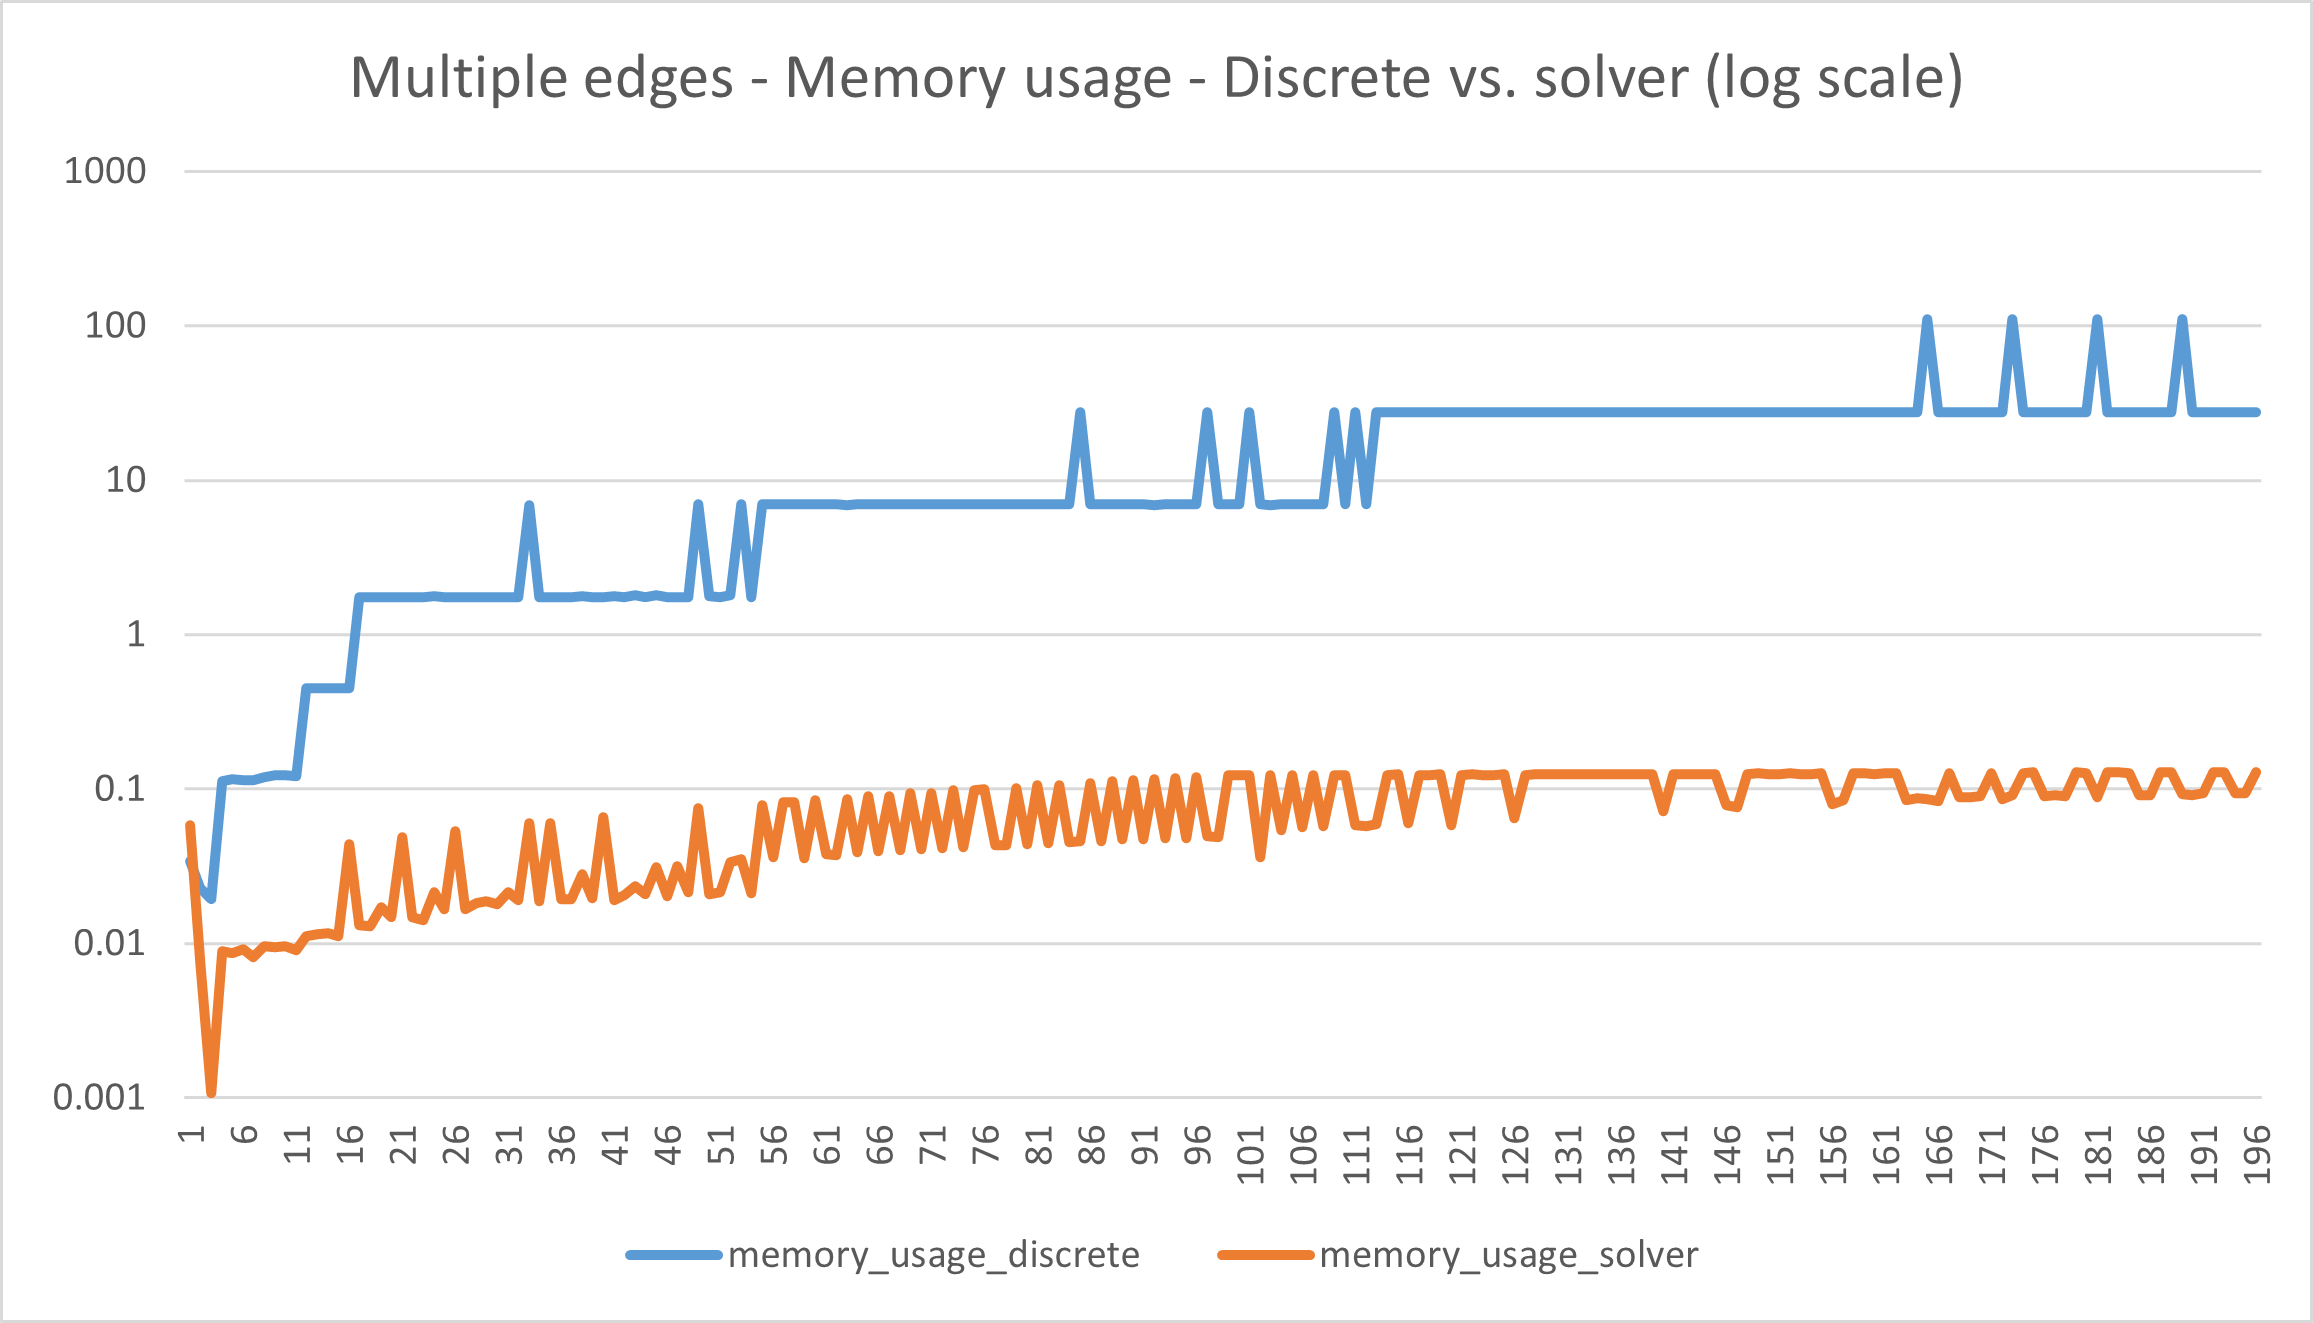 Multiple edges - Memory usage - Discrete vs. solver (log scale)
1000
100
10
1
0.1
0.01
0.001
1 6 11 16 21 26 31 36 41 46 51 56 61 66 71 76 81 86 91 96 101 106 111 116 121 126 131 136 141 146 151 156 161 166 171 176 181 186 191 196
memory_usage_discrete memory_usage_solver